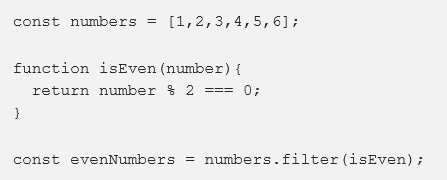 const numbers = [1,2,3,4,5,6];
function isEven(number){
  return number % 2 === 0;
}
const evenNumbers = numbers.filter(isEven);